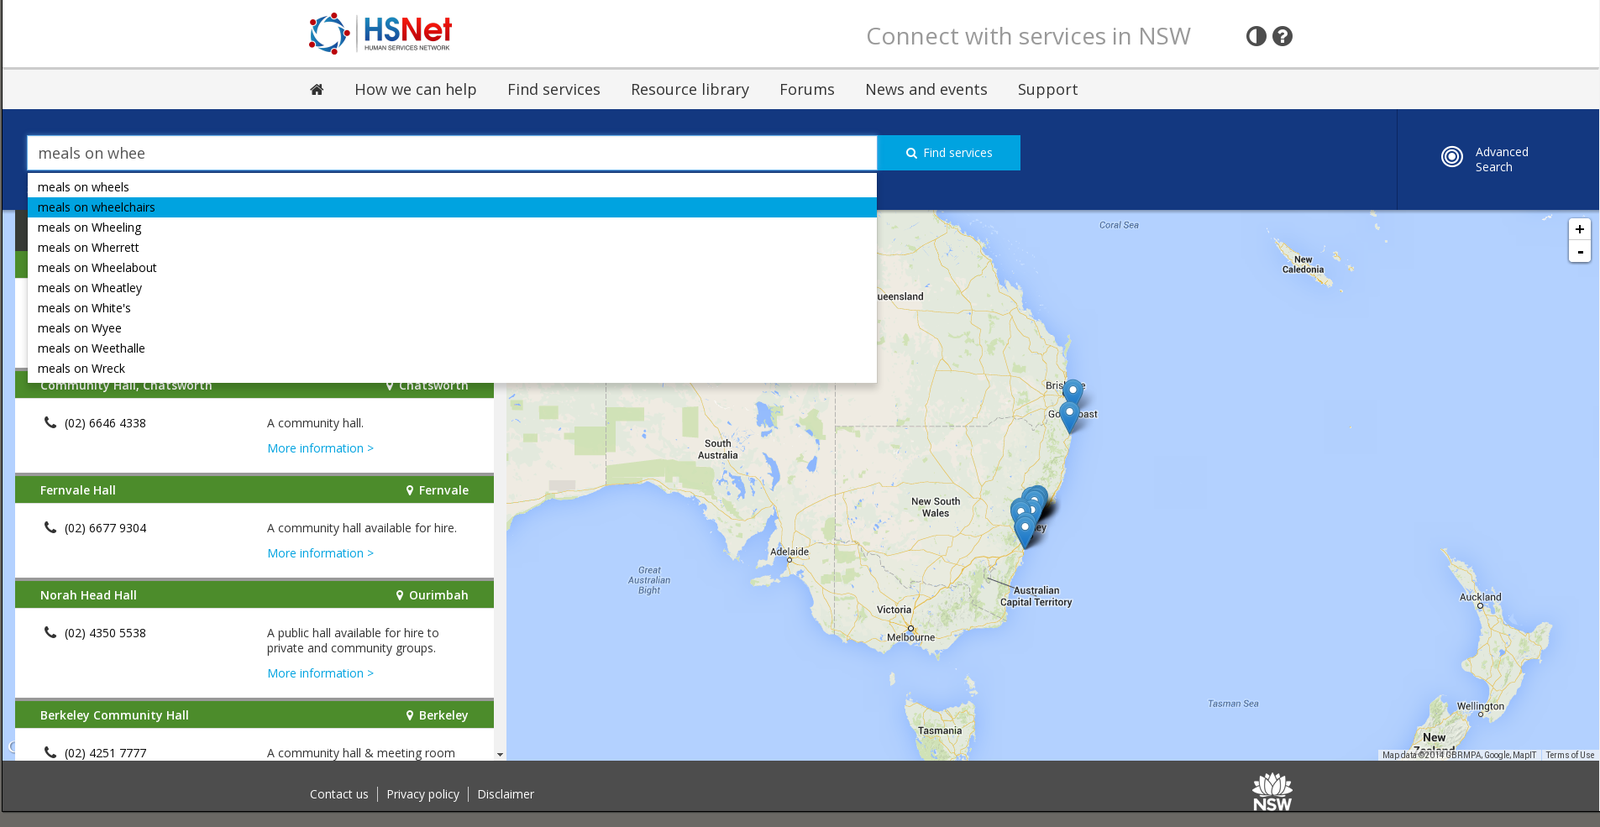 HSNet
HUMAN SERVICES NETWORK
Connect with services in NSW
How we can help
Find services
Resource library
Forums
News and events
Support
meals on whee
Find services
Advanced
Search
meals on wheels
meals on wheelchairs
meals on Wheeling
meals on Wherrett
meals on Wheelabout
meals on Wheatley
meals on White's
meals on Wyee
meals on Weethalle
meals on Wreck
Community Hall, Chatsworth
Chatsworth
(02) 6646 4338
A community hall.
More information >
Fernvale Hall
Fernvale
(02) 6677 9304
A community hall available for hire.
More information >
Norah Head Hall
Ourimbah
(02) 4350 5538
A public hall available for hire to
private and community groups.
More information >
Berkeley Community Hall
Berkeley
(02) 4251 7777
A community hall & meeting room
Coral Sea
New
Caledonia
+
-
ueensland
South
Australia
New South
Wales
Adelaide
Great
Australian
Bight
Australian
Capital Territory
Victoria
Melbourne
Auckland
Tasman Sea
Wellington
Tasmania
New
Zealand
Map data ©2014 GBRMPA, Google, MapIT
Terms of Use
Contact us
Privacy policy
Disclaimer
NSW